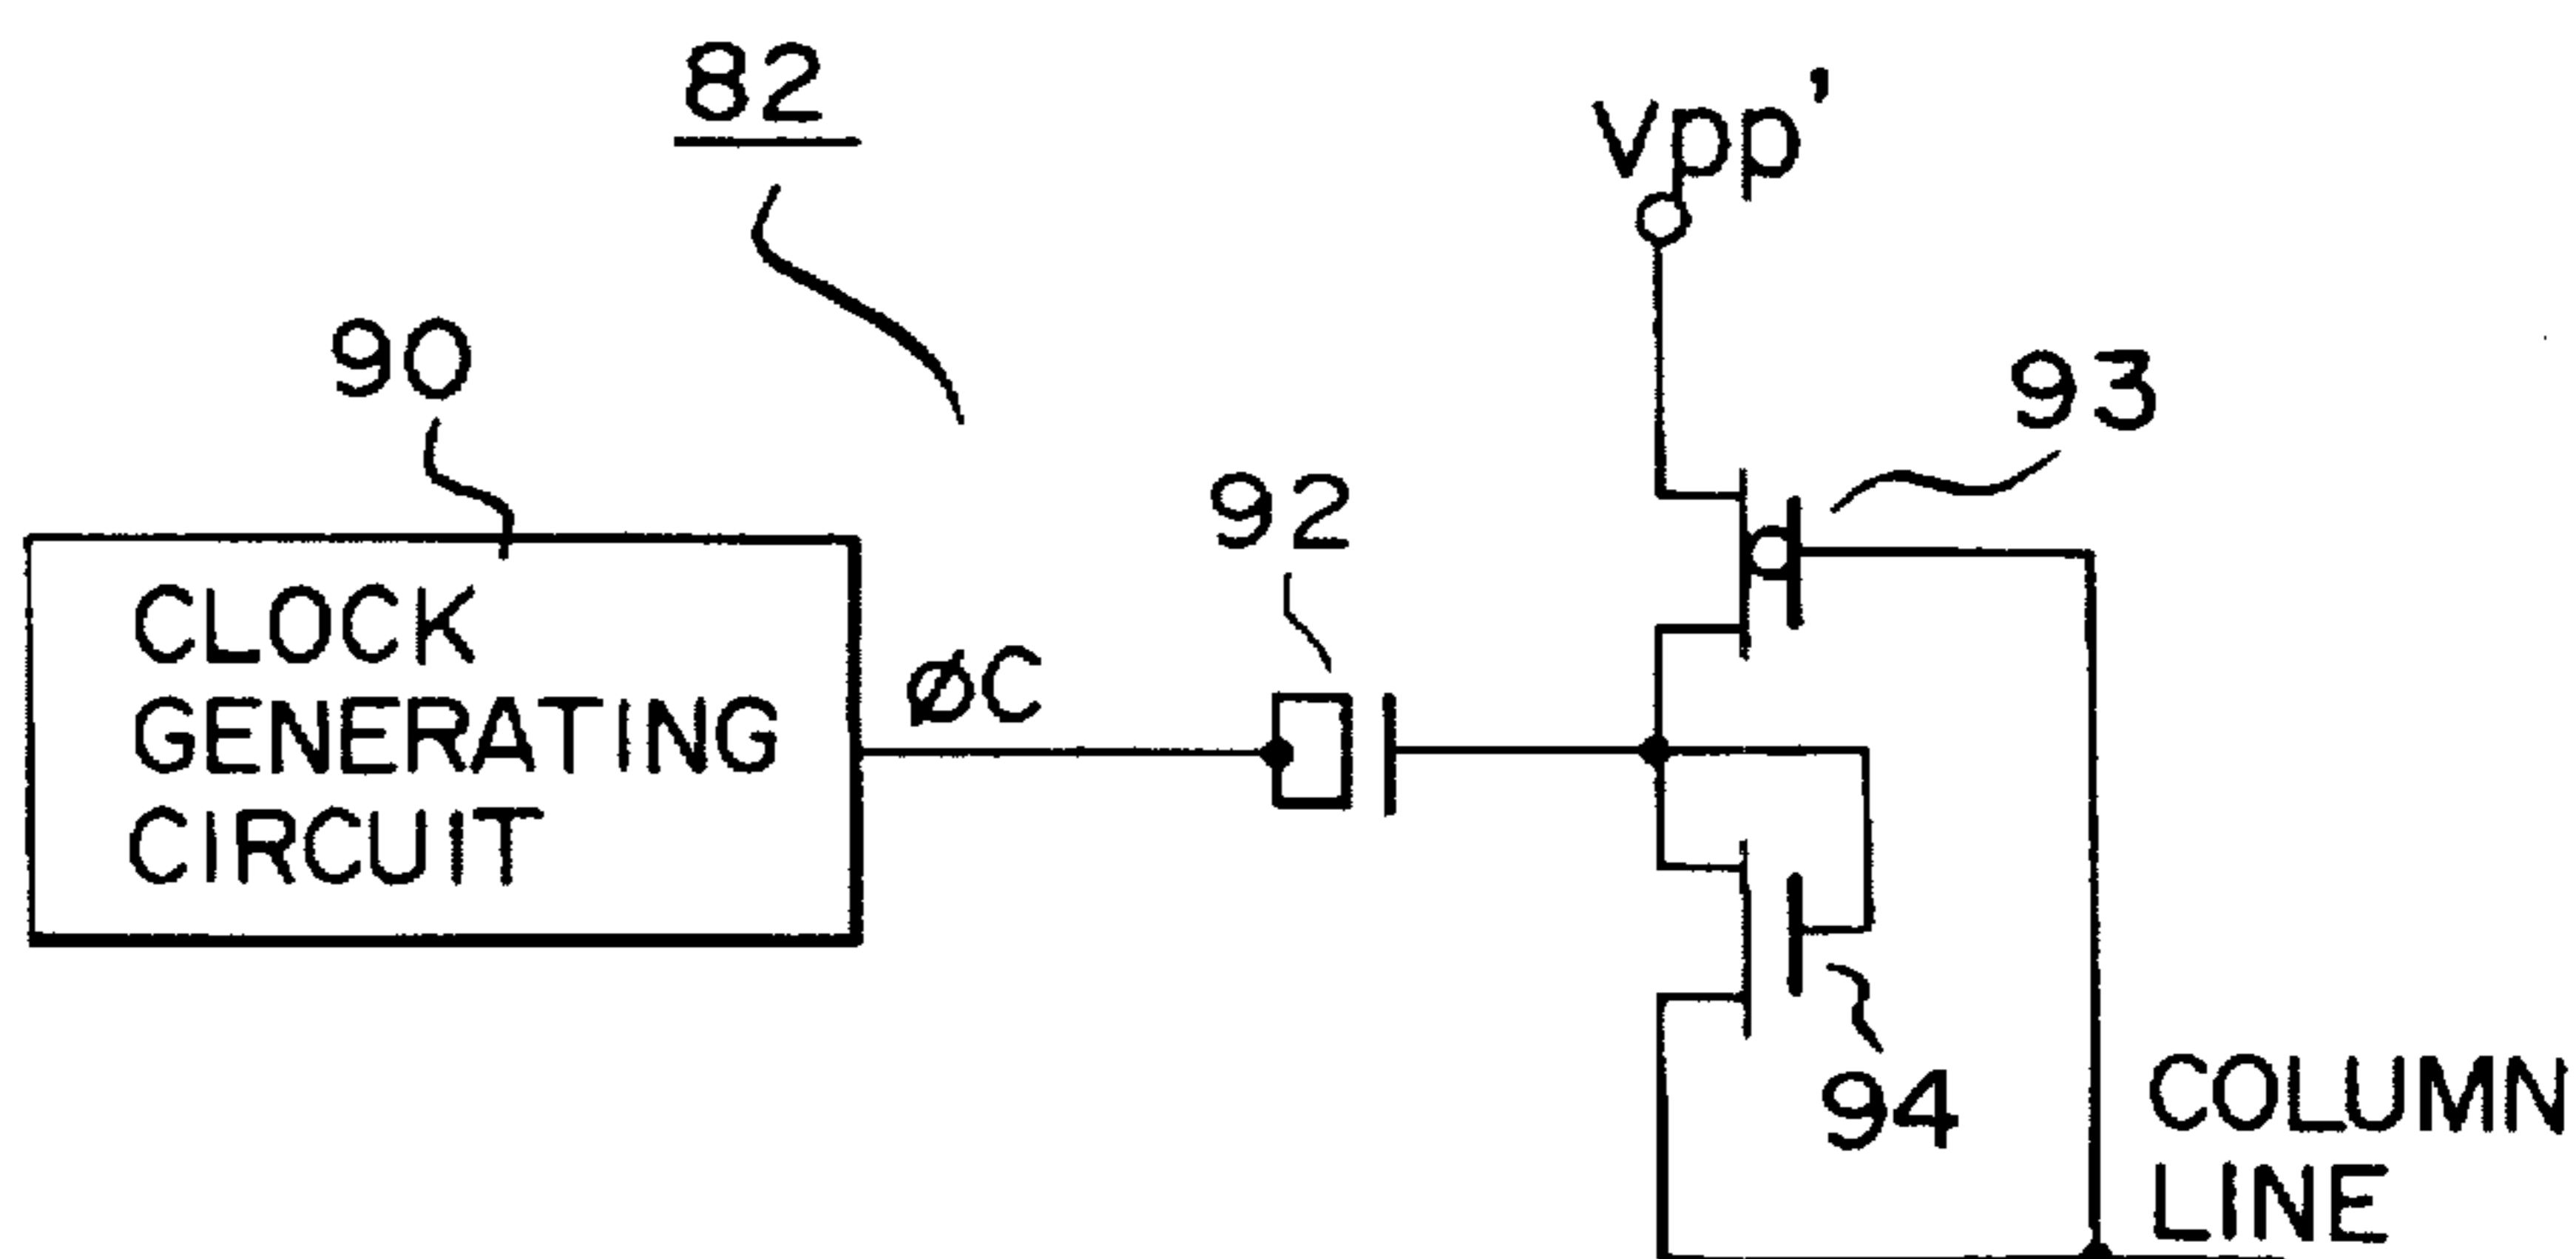 82
Vpp'
90
93
92
CLOCK
GENERATING
CIRCUIT
øC
94
COLUMN
LINE